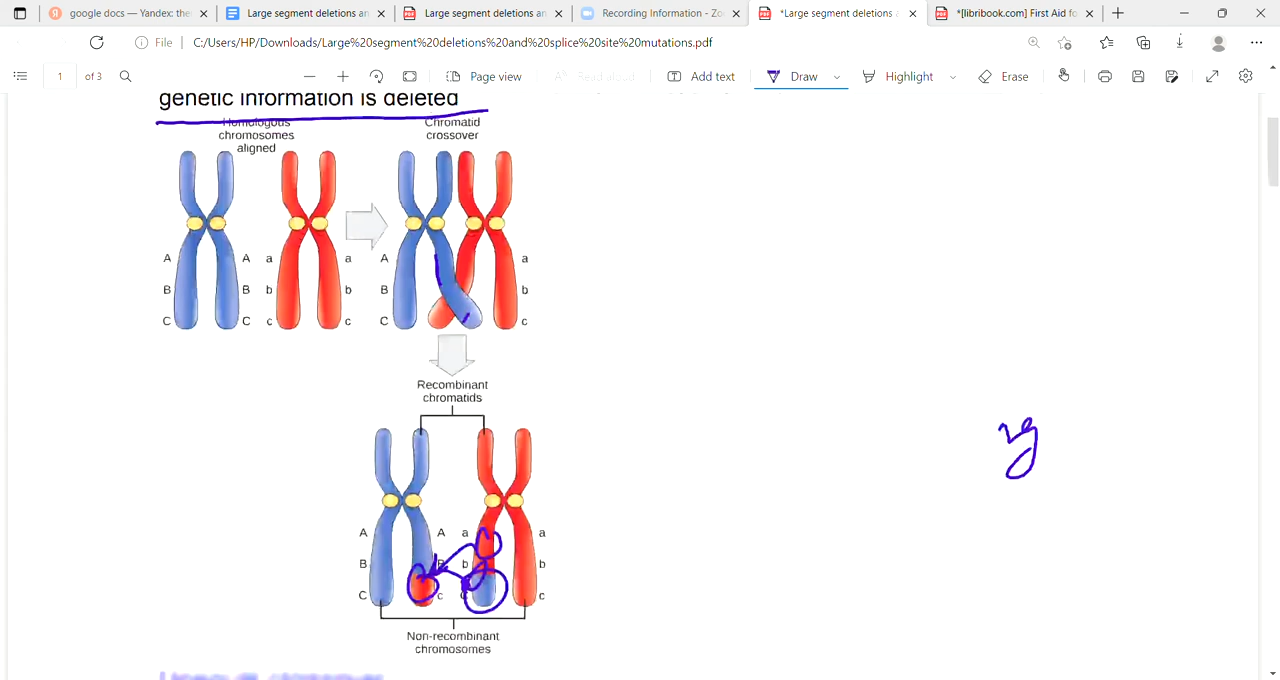 google docs — Yandex: the
Large segment deletions an
Large segment deletions an
Recording Information - Zo
*Large segment deletions a
*[libribook.com] First Aid fo
File
C:/Users/HP/Downloads/Large%20segment%20deletions%20and%20splice%20site%20mutations.pdf
1 of 3
Page view
Read aloud
Add text
Draw
Highlight
Erase
genetic information is deleted
Homologous
chromosomes
aligned
Chromatid
crossover
A A a a A a
B B b b B b
C C c c C c
Recombinant
chromatids
A A a a
B B b b
C c C c
Non-recombinant
chromosomes
Unequal crossover